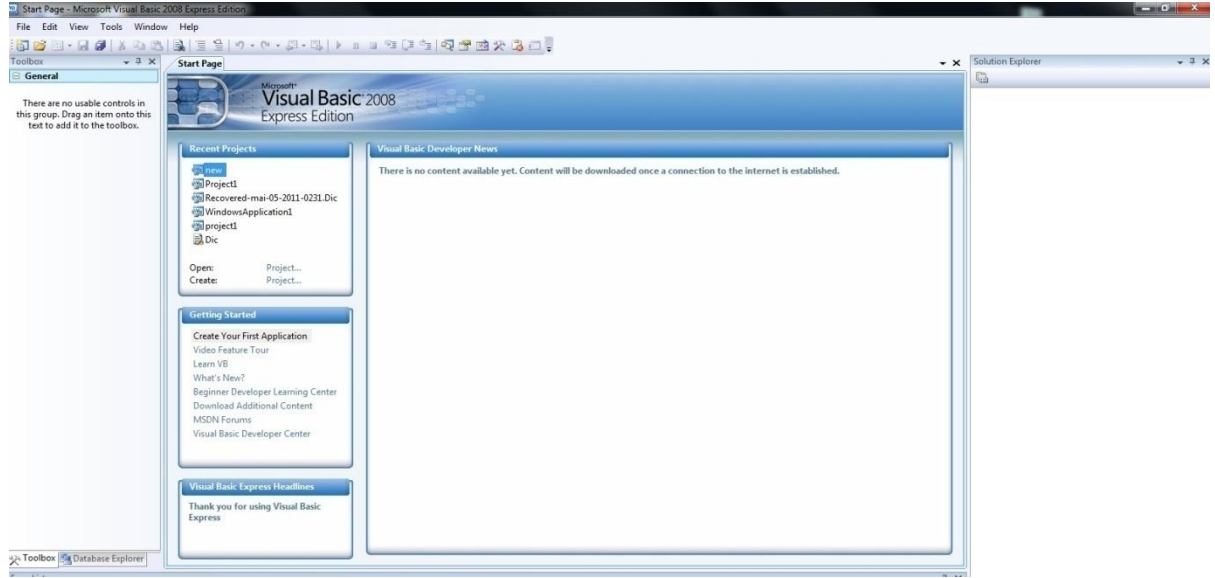 Start Page - Microsoft Visual Basic 2008 Express Edition
File Edit View Tools Window Help
Toolbox
General
There are no usable controls in
this group. Drag an item onto this
text to add it to the toolbox.
Toolbox Database Explorer
Start Page
Microsoft
Visual Basic 2008
Express Edition
Recent Projects
new
Project1
Recovered-mai-05-2011-0231.Dic
WindowsApplication1
project1
Dic
Open: Project...
Create: Project...
Getting Started
Create Your First Application
Video Feature Tour
Learn VB
What's New?
Beginner Developer Learning Center
Download Additional Content
MSDN Forums
Visual Basic Developer Center
Visual Basic Express Headlines
Thank you for using Visual Basic
Express
Visual Basic Developer News
There is no content available yet. Content will be downloaded once a connection to the internet is established.
Solution Explorer